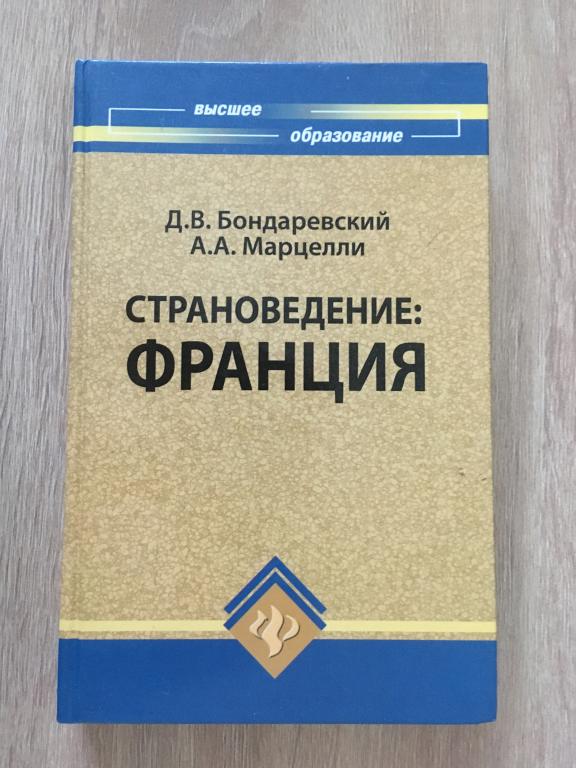 высшее
образование
Д.В. Бондаревский
А.А. Марцелли
СТРАНОВЕДЕНИЕ:
ФРАНЦИЯ